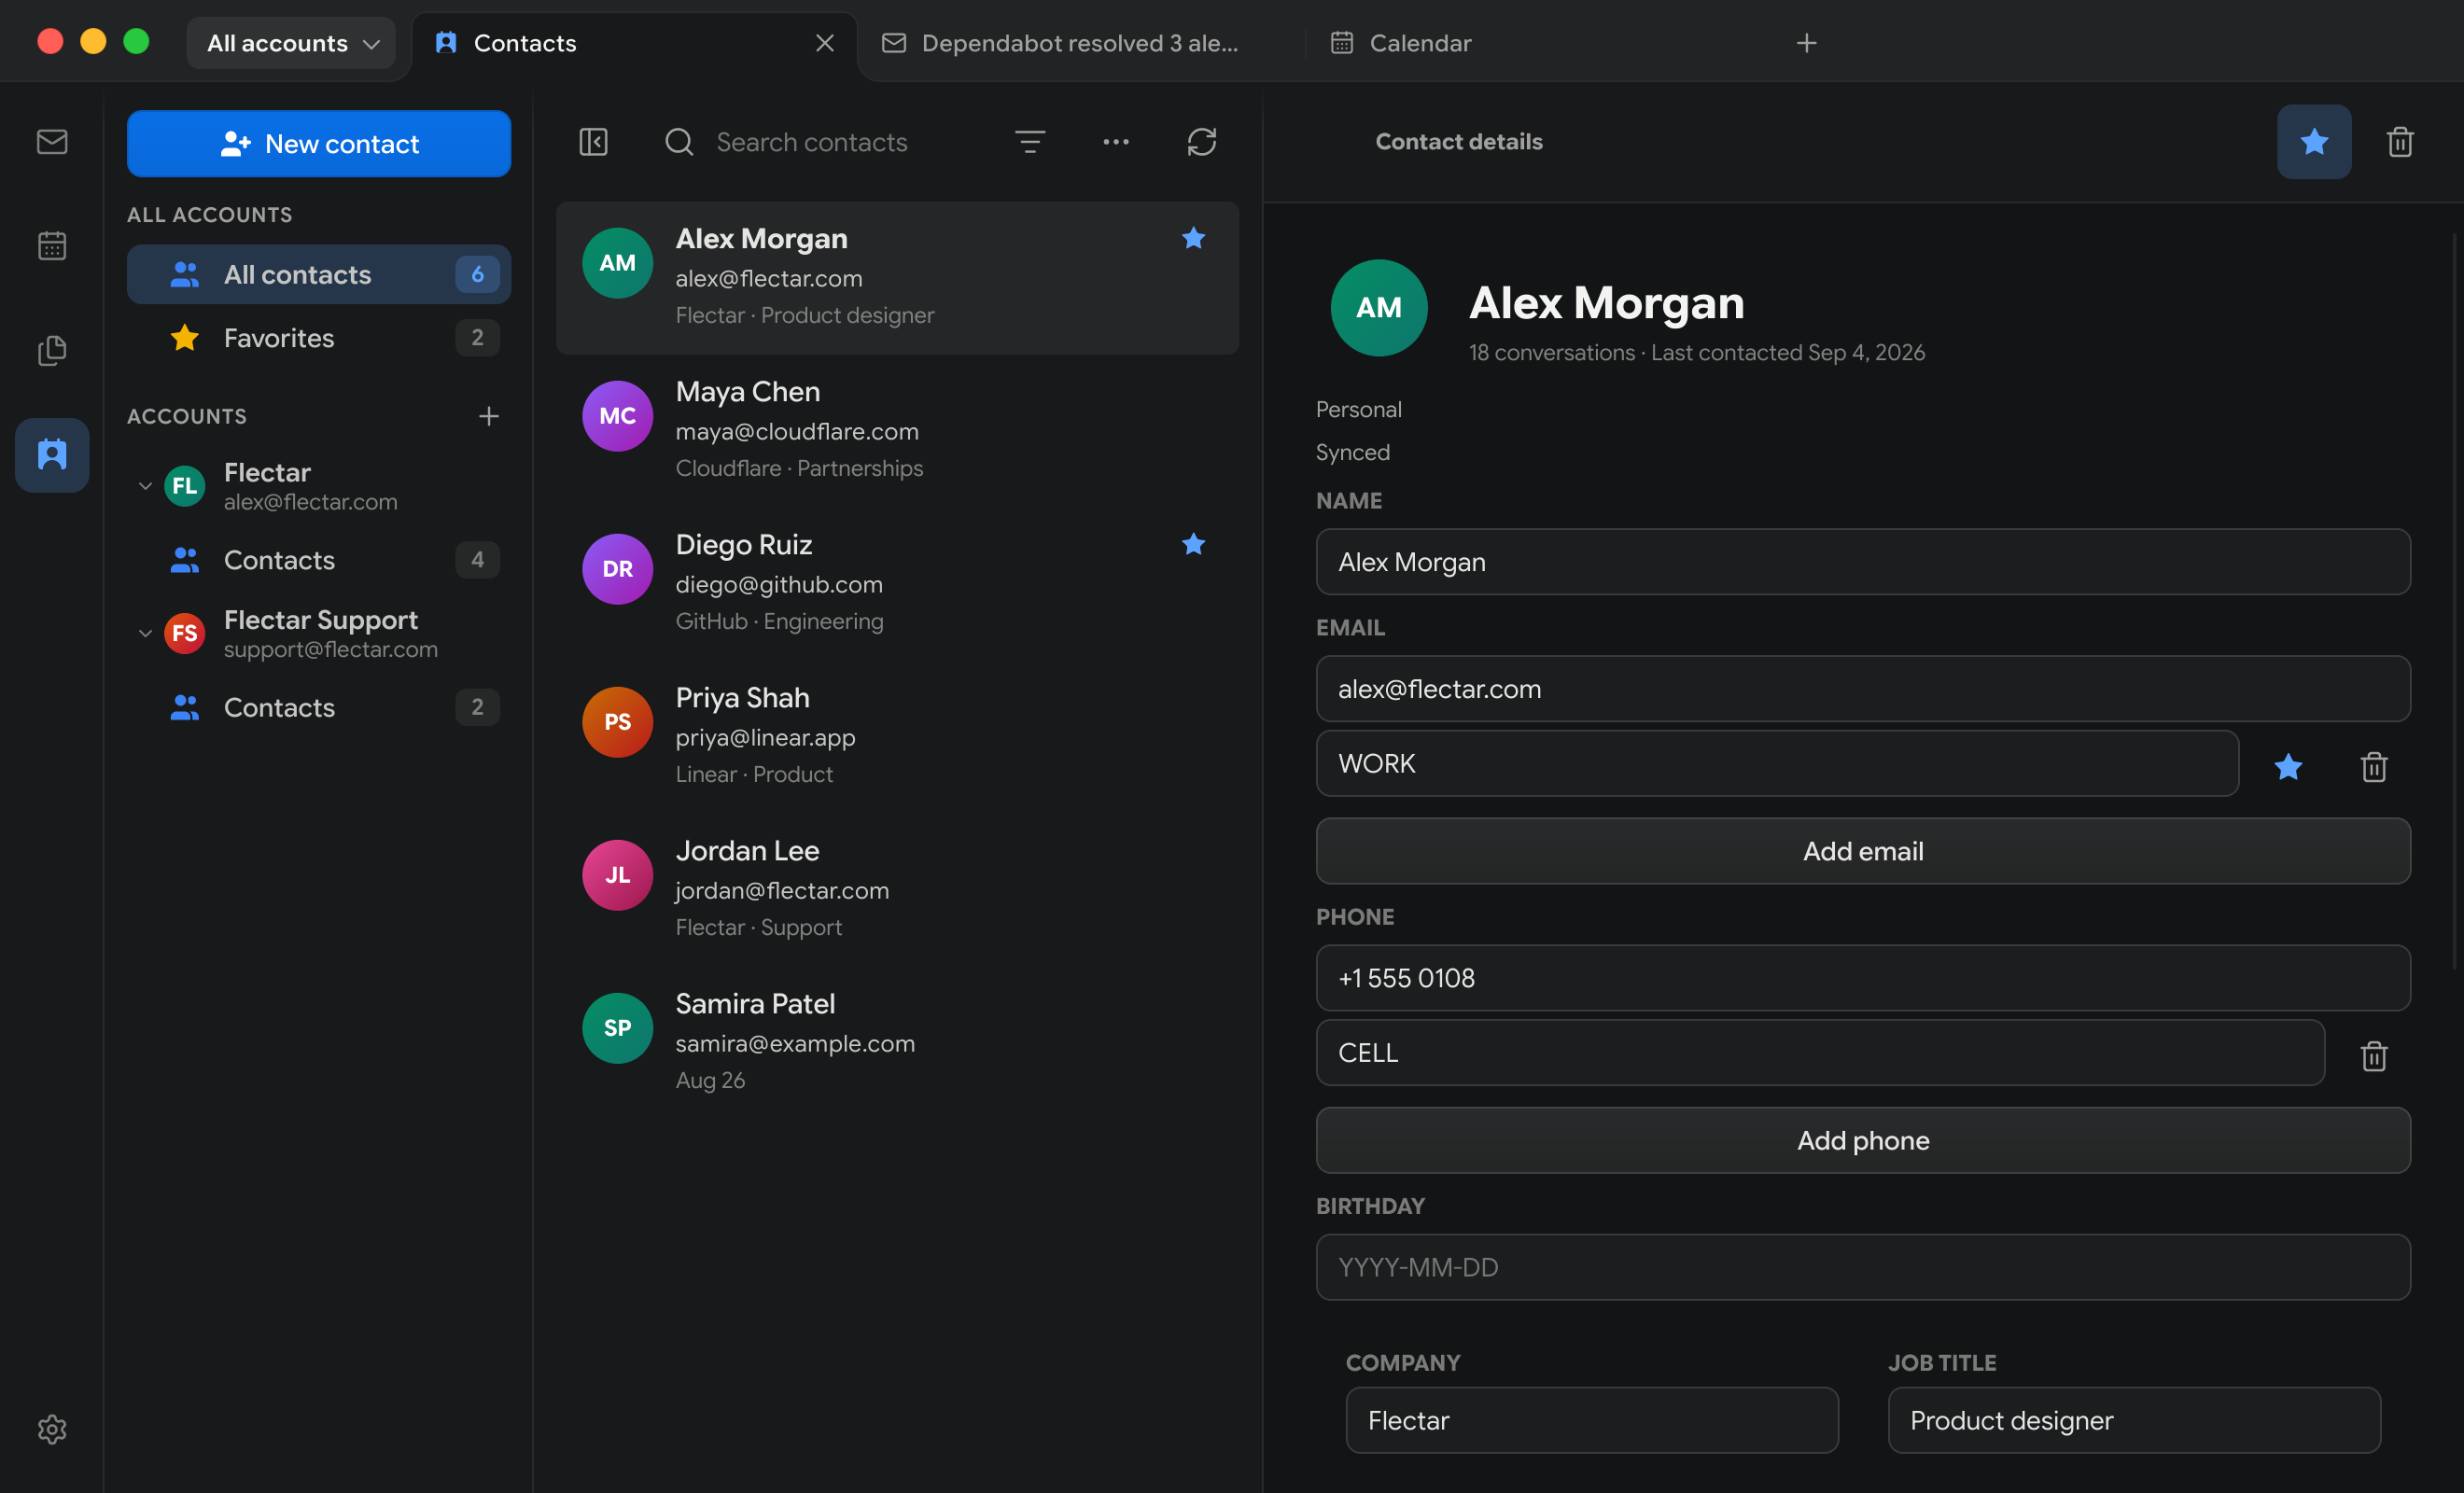 All accounts
Contacts
Dependabot resolved 3 ale...
Calendar
New contact
ALL ACCOUNTS
All contacts
6
Favorites
2
ACCOUNTS
FL
Flectar
alex@flectar.com
Contacts
4
FS
Flectar Support
support@flectar.com
Contacts
2
Search contacts
AM
Alex Morgan
alex@flectar.com
Flectar · Product designer
MC
Maya Chen
maya@cloudflare.com
Cloudflare · Partnerships
DR
Diego Ruiz
diego@github.com
GitHub · Engineering
PS
Priya Shah
priya@linear.app
Linear · Product
JL
Jordan Lee
jordan@flectar.com
Flectar · Support
SP
Samira Patel
samira@example.com
Aug 26
Contact details
AM
Alex Morgan
18 conversations · Last contacted Sep 4, 2026
Personal
Synced
NAME
Alex Morgan
EMAIL
alex@flectar.com
WORK
Add email
PHONE
+1 555 0108
CELL
Add phone
BIRTHDAY
YYYY-MM-DD
COMPANY
Flectar
JOB TITLE
Product designer